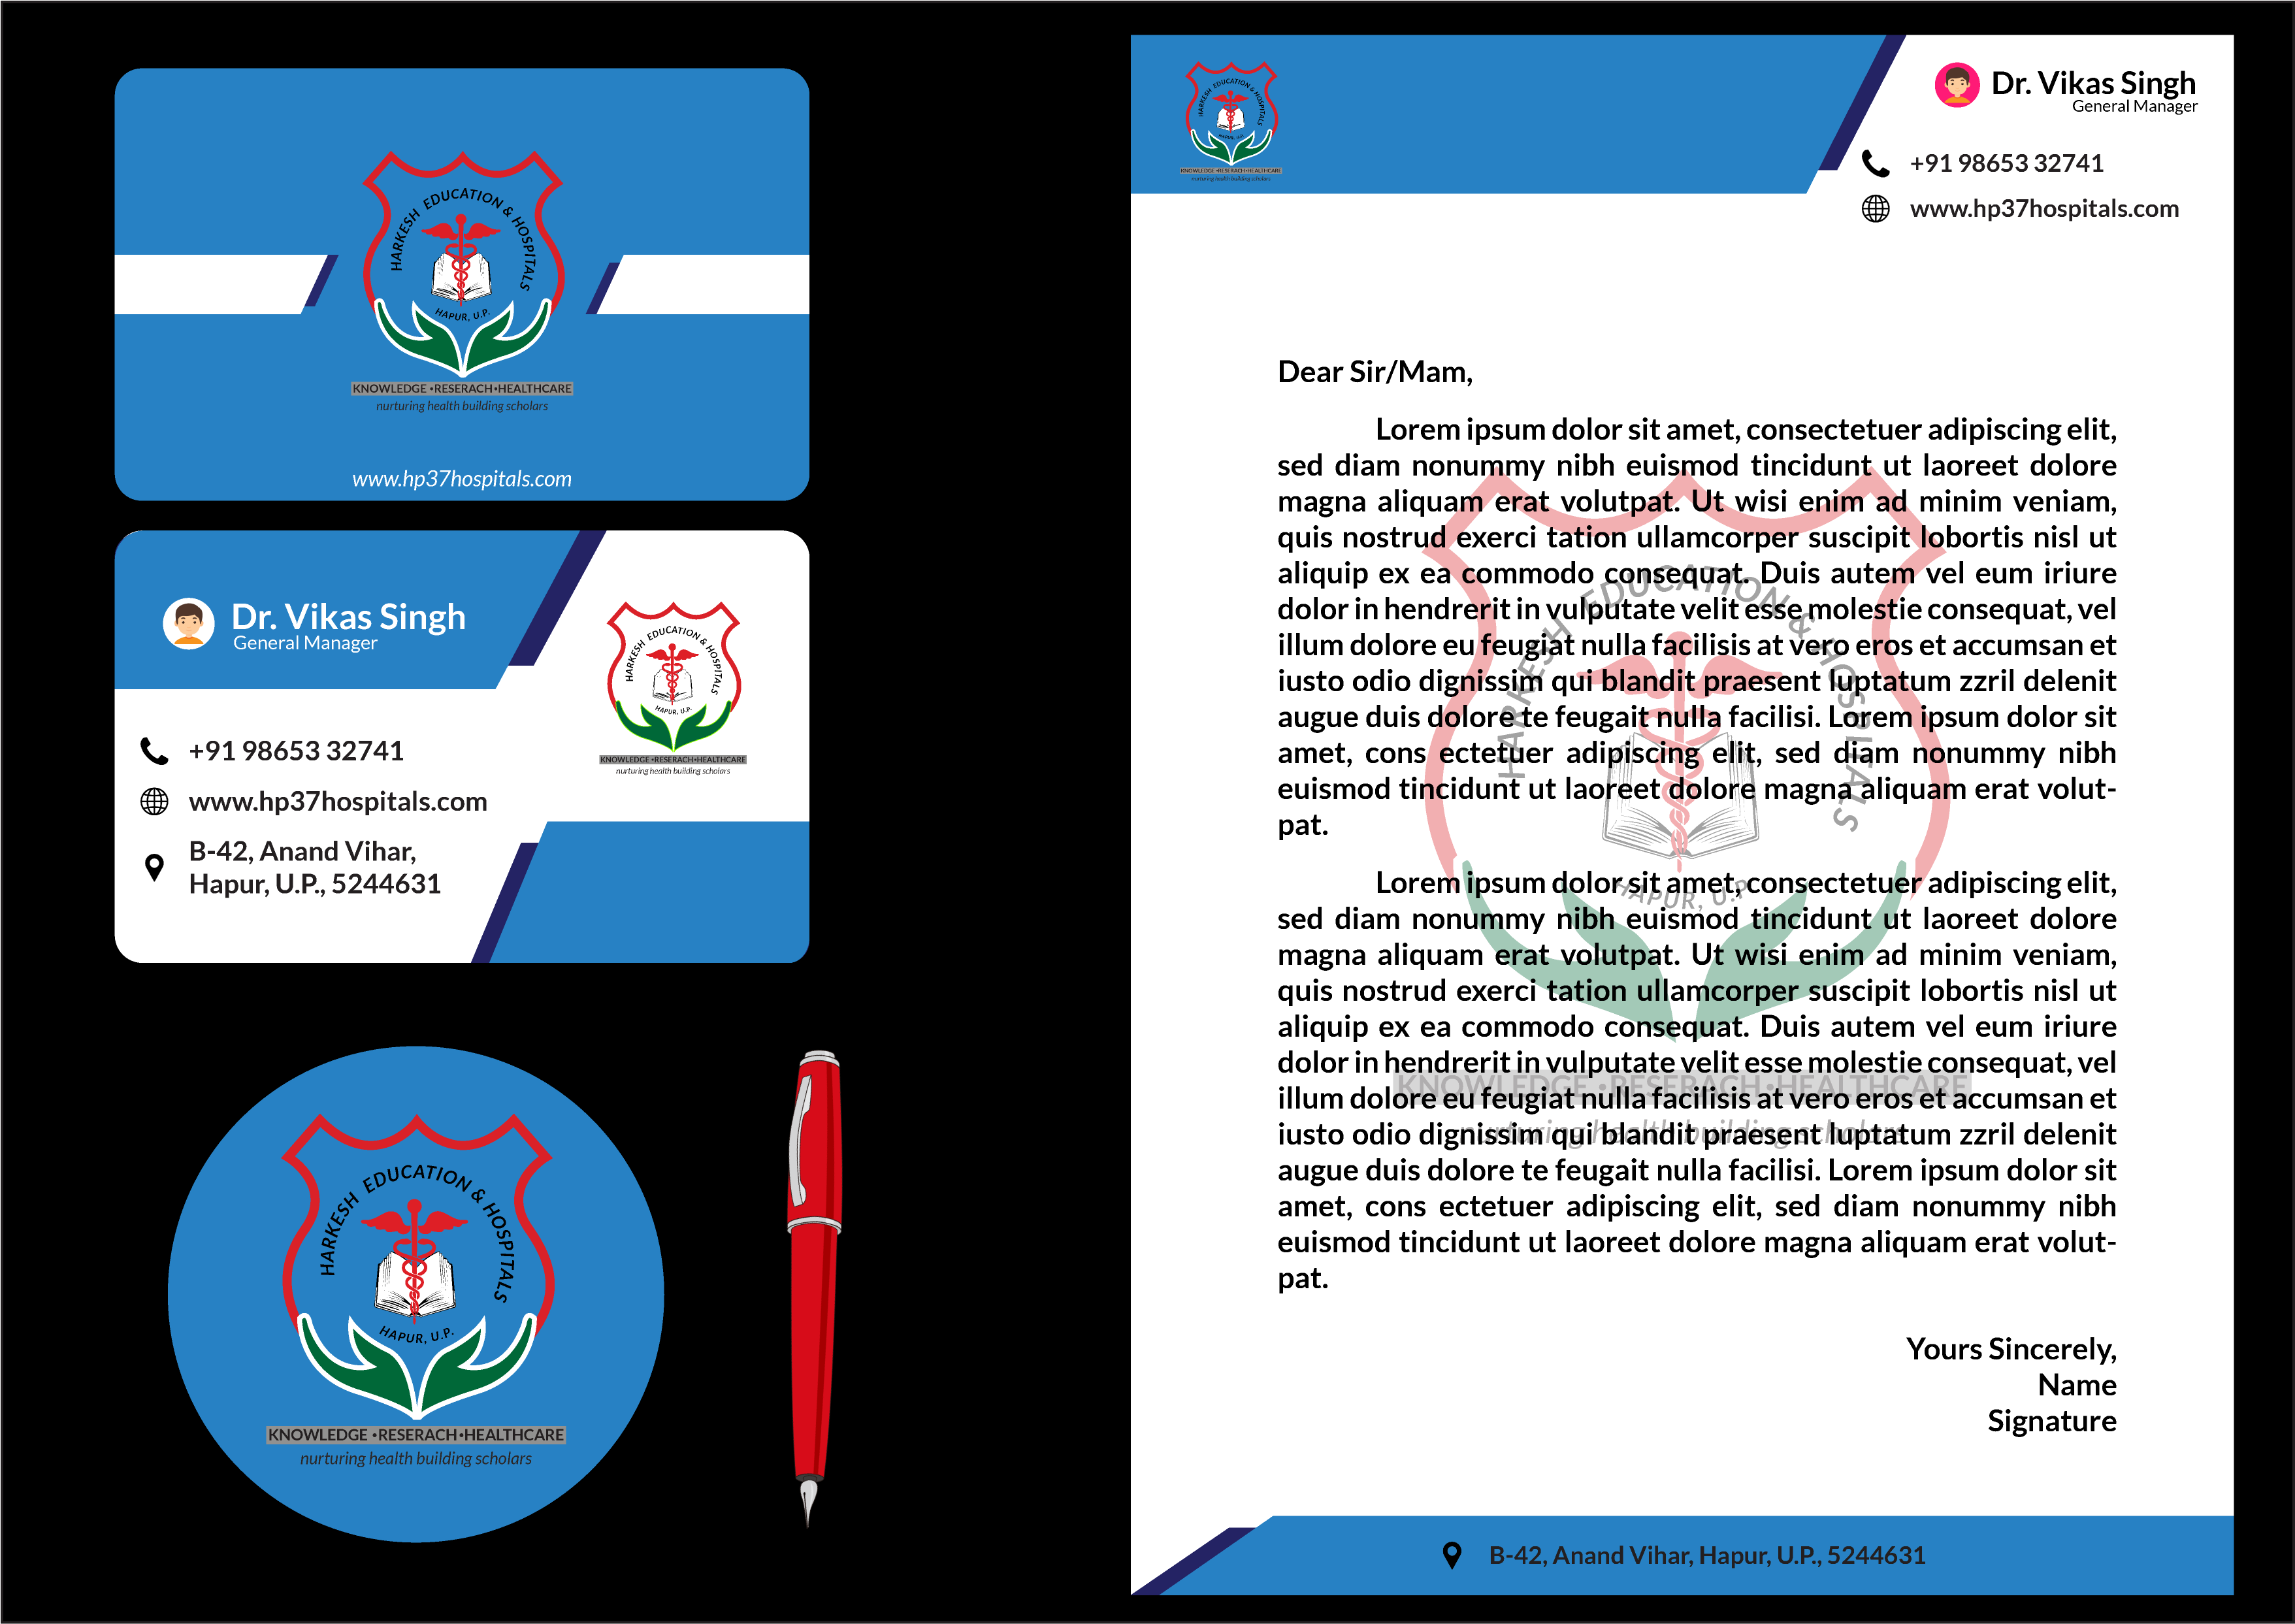 HARKESH EDUCATION & HOSPITALS
HAPUR, U.P.
KNOWLEDGE •RESERACH•HEALTHCARE
nurturing health building scholars
www.hp37hospitals.com
Dr. Vikas Singh
General Manager
HARKESH EDUCATION & HOSPITALS
HAPUR, U.P.
KNOWLEDGE •RESERACH•HEALTHCARE
nurturing health building scholars
+91 98653 32741
www.hp37hospitals.com
B-42, Anand Vihar,
Hapur, U.P., 5244631
HARKESH EDUCATION & HOSPITALS
HAPUR, U.P.
KNOWLEDGE •RESERACH•HEALTHCARE
nurturing health building scholars
HARKESH EDUCATION & HOSPITALS
HAPUR, U.P.
KNOWLEDGE •RESERACH•HEALTHCARE
nurturing health building scholars
Dr. Vikas Singh
General Manager
+91 98653 32741
www.hp37hospitals.com
Dear Sir/Mam,
Lorem ipsum dolor sit amet, consectetuer adipiscing elit,
sed diam nonummy nibh euismod tincidunt ut laoreet dolore
magna aliquam erat volutpat. Ut wisi enim ad minim veniam,
quis nostrud exerci tation ullamcorper suscipit lobortis nisl ut
aliquip ex ea commodo consequat. Duis autem vel eum iriure
dolor in hendrerit in vulputate velit esse molestie consequat, vel
illum dolore eu feugiat nulla facilisis at vero eros et accumsan et
iusto odio dignissim qui blandit praesent luptatum zzril delenit
augue duis dolore te feugait nulla facilisi. Lorem ipsum dolor sit
amet, cons ectetuer adipiscing elit, sed diam nonummy nibh
euismod tincidunt ut laoreet dolore magna aliquam erat volut-
pat.
Lorem ipsum dolor sit amet, consectetuer adipiscing elit,
sed diam nonummy nibh euismod tincidunt ut laoreet dolore
magna aliquam erat volutpat. Ut wisi enim ad minim veniam,
quis nostrud exerci tation ullamcorper suscipit lobortis nisl ut
aliquip ex ea commodo consequat. Duis autem vel eum iriure
dolor in hendrerit in vulputate velit esse molestie consequat, vel
illum dolore eu feugiat nulla facilisis at vero eros et accumsan et
iusto odio dignissim qui blandit praesent luptatum zzril delenit
augue duis dolore te feugait nulla facilisi. Lorem ipsum dolor sit
amet, cons ectetuer adipiscing elit, sed diam nonummy nibh
euismod tincidunt ut laoreet dolore magna aliquam erat volut-
pat.
HARKESH EDUCATION & HOSPITALS
HAPUR, U.P.
KNOWLEDGE •RESERACH•HEALTHCARE
nurturing health building scholars
Yours Sincerely,
Name
Signature
B-42, Anand Vihar, Hapur, U.P., 5244631